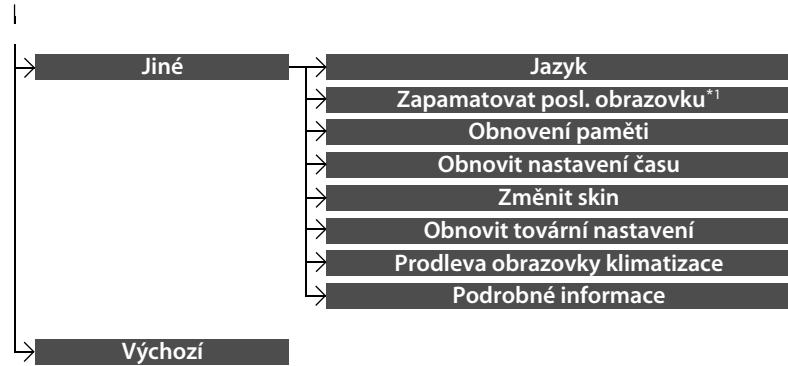 Jiné
Jazyk
Zapamatovat posl. obrazovku*1
Obnovení paměti
Obnovit nastavení času
Změnit skin
Obnovit tovární nastavení
Prodleva obrazovky klimatizace
Podrobné informace
Výchozí